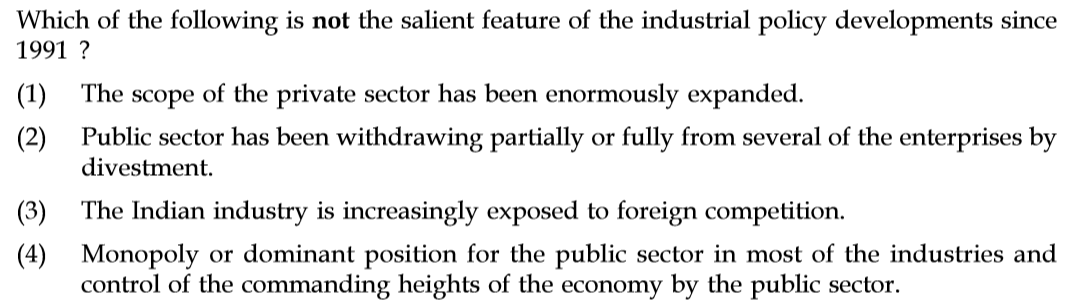 Which of the following is not the salient feature of the industrial policy developments since
1991 ?
(1) The scope of the private sector has been enormously expanded.
(2) Public sector has been withdrawing partially or fully from several of the enterprises by
divestment.
(3) The Indian industry is increasingly exposed to foreign competition.
(4) Monopoly or dominant position for the public sector in most of the industries and
control of the commanding heights of the economy by the public sector.